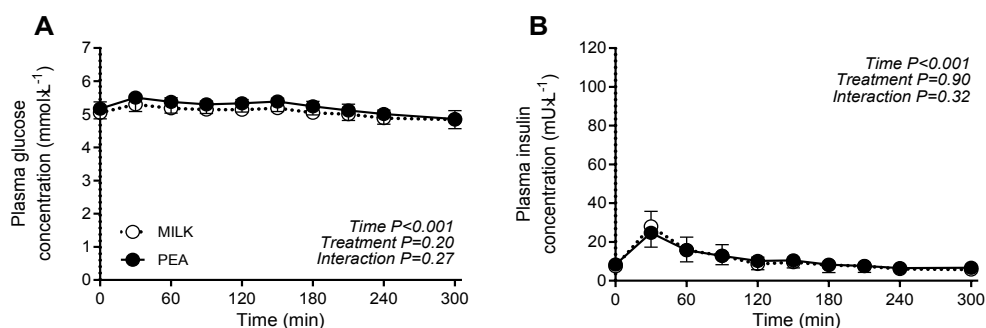 A
Plasma glucose
concentration (mmol×L-1)
7
6
5
4
3
2
1
0
MILK
PEA
Time P<0.001
Treatment P=0.20
Interaction P=0.27
0 60 120 180 240 300
Time (min)
B
Plasma insulin
concentration (mU×L-1)
120
100
80
60
40
20
0
Time P<0.001
Treatment P=0.90
Interaction P=0.32
0 60 120 180 240 300
Time (min)